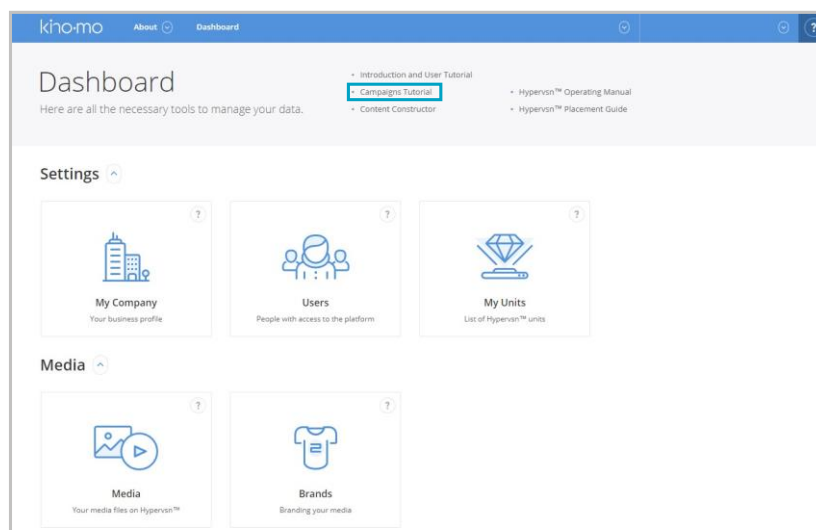 kino·mo About Dashboard ?
Dashboard
Here are all the necessary tools to manage your data.
Introduction and User Tutorial
Campaigns Tutorial
Content Constructor
Hypervsn™ Operating Manual
Hypervsn™ Placement Guide
Settings
?
My Company
Your business profile
?
Users
People with access to the platform
?
My Units
List of Hypervsn™ units
Media
?
Media
Your media files on Hypervsn™
?
2
Brands
Branding your media